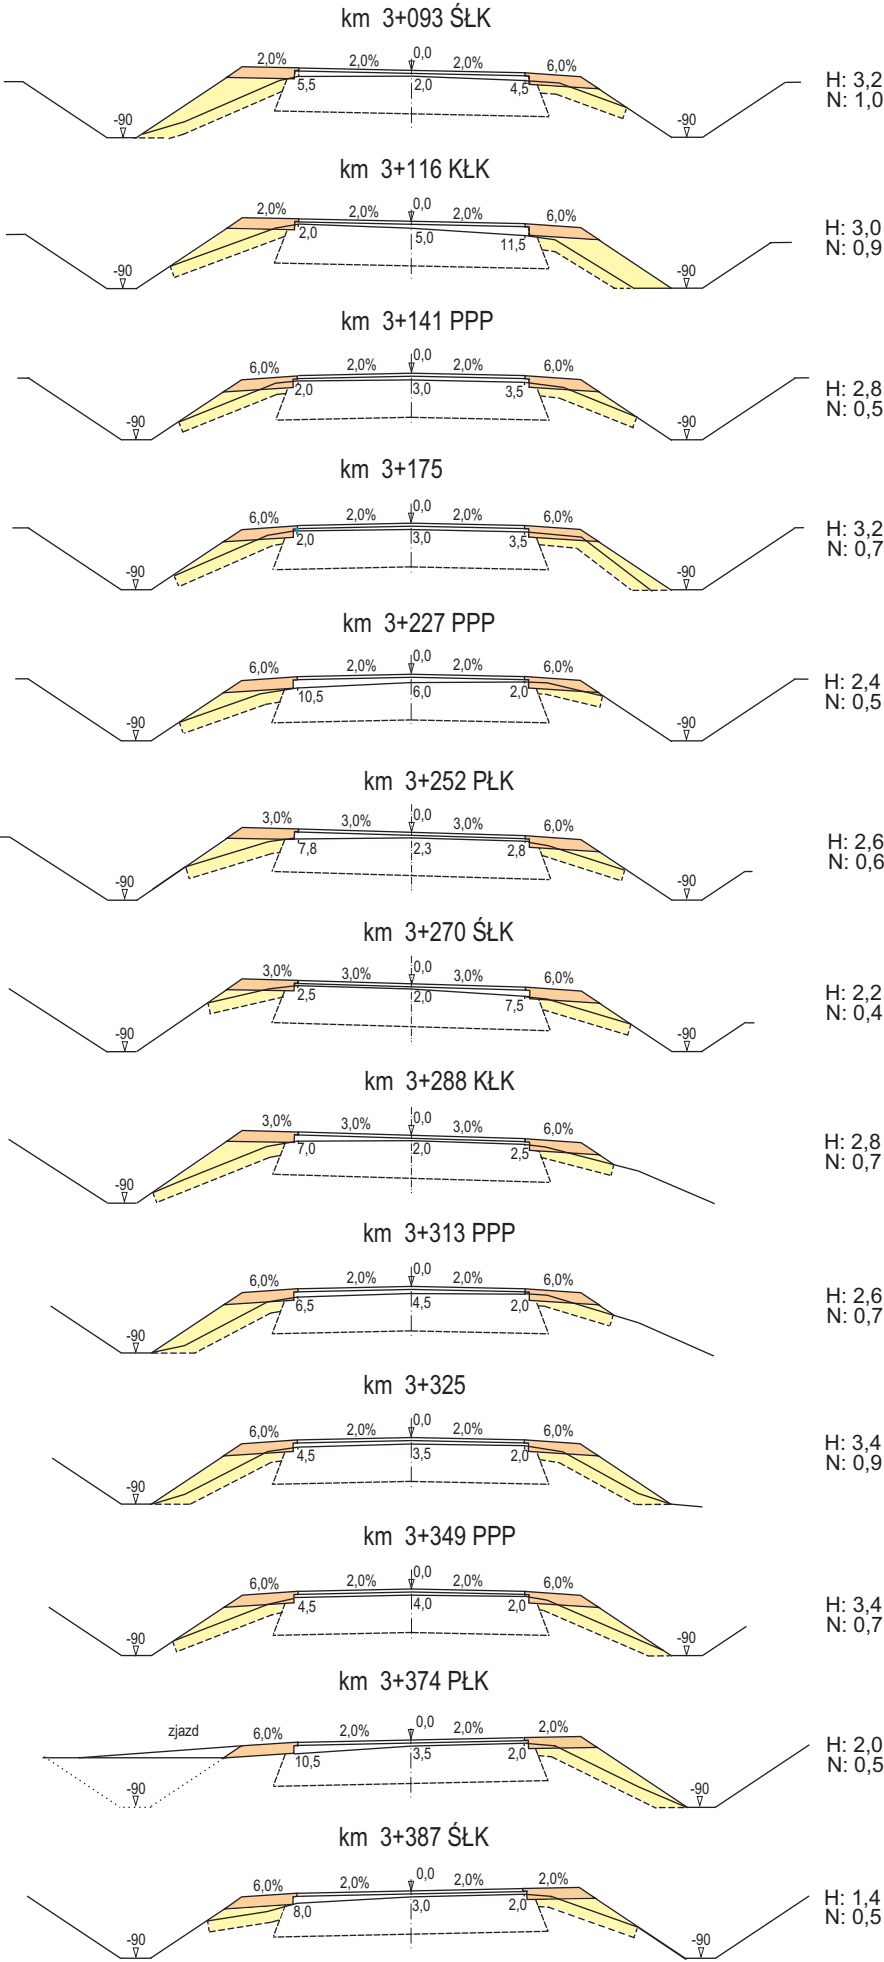 km 3+093 ŚŁK
2,0% 2,0% 0,0 2,0% 6,0%
5,5 2,0 4,5
-90 -90
H: 3,2
N: 1,0
km 3+116 KŁK
2,0% 2,0% 0,0 2,0% 6,0%
2,0 5,0 11,5
-90 -90
H: 3,0
N: 0,9
km 3+141 PPP
6,0% 2,0% 0,0 2,0% 6,0%
2,0 3,0 3,5
-90 -90
H: 2,8
N: 0,5
km 3+175
6,0% 2,0% 0,0 2,0% 6,0%
2,0 3,0 3,5
-90 -90
H: 3,2
N: 0,7
km 3+227 PPP
6,0% 2,0% 0,0 2,0% 6,0%
10,5 6,0 2,0
-90 -90
H: 2,4
N: 0,5
km 3+252 PŁK
3,0% 3,0% 0,0 3,0% 6,0%
7,8 2,3 2,8
-90 -90
H: 2,6
N: 0,6
km 3+270 ŚŁK
3,0% 3,0% 0,0 3,0% 6,0%
2,5 2,0 7,5
-90 -90
H: 2,2
N: 0,4
km 3+288 KŁK
3,0% 3,0% 0,0 3,0% 6,0%
7,0 2,0 2,5
-90
H: 2,8
N: 0,7
km 3+313 PPP
6,0% 2,0% 0,0 2,0% 6,0%
6,5 4,5 2,0
-90
H: 2,6
N: 0,7
km 3+325
6,0% 2,0% 0,0 2,0% 6,0%
4,5 3,5 2,0
-90
H: 3,4
N: 0,9
km 3+349 PPP
6,0% 2,0% 0,0 2,0% 6,0%
4,5 4,0 2,0
-90 -90
H: 3,4
N: 0,7
km 3+374 PŁK
zjazd 6,0% 2,0% 0,0 2,0% 2,0%
10,5 3,5 2,0
-90 -90
H: 2,0
N: 0,5
km 3+387 ŚŁK
6,0% 2,0% 0,0 2,0% 2,0%
8,0 3,0 2,0
-90 -90
H: 1,4
N: 0,5